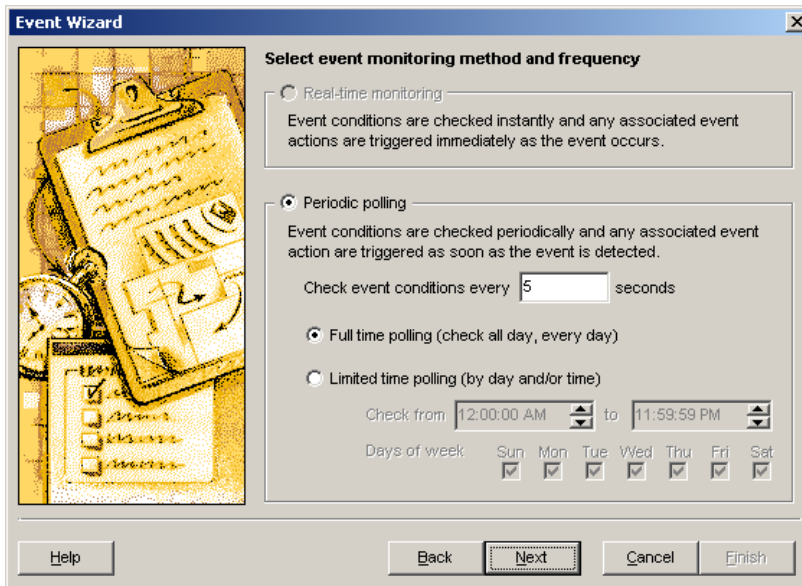 Event Wizard
Select event monitoring method and frequency
Real-time monitoring
Event conditions are checked instantly and any associated event
actions are triggered immediately as the event occurs.
Periodic polling
Event conditions are checked periodically and any associated event
action are triggered as soon as the event is detected.
Check event conditions every 5 seconds
Full time polling (check all day, every day)
Limited time polling (by day and/or time)
Check from 12:00:00 AM to 11:59:59 PM
Days of week Sun Mon Tue Wed Thu Fri Sat
Help Back Next Cancel Finish